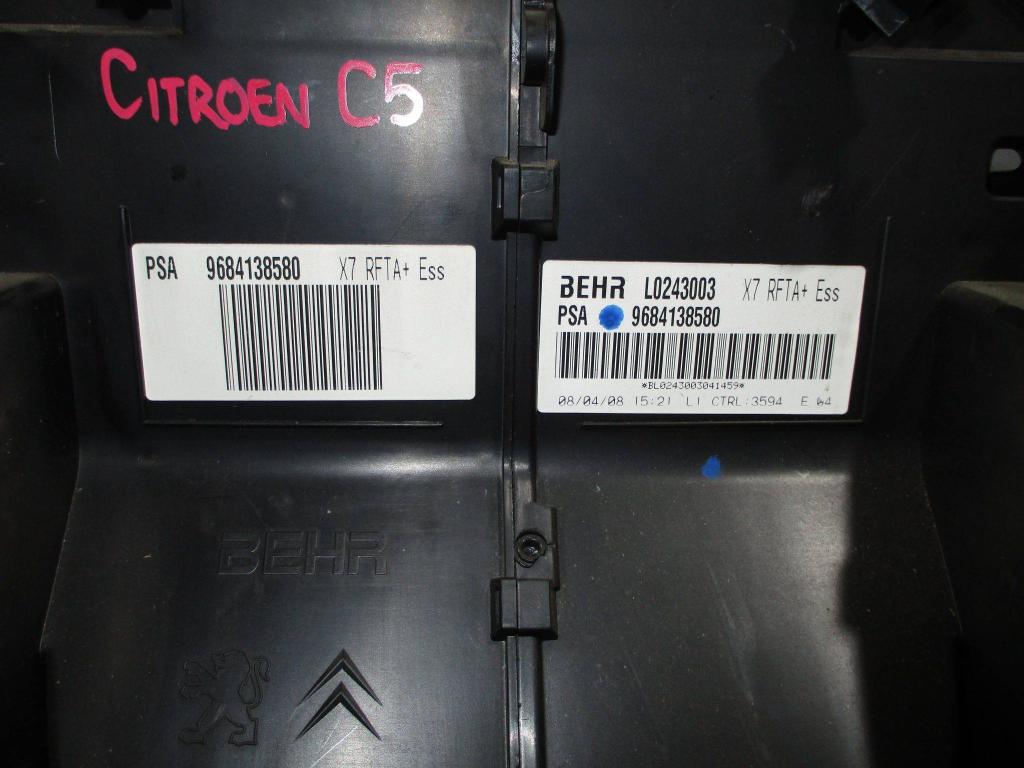 CITROEN C5
PSA 9684138580 X7 RFTA+ Ess
BEHR L0243003 X7 RFTA+ Ess
PSA 9684138580
*BL0243003041459*
08/04/08 15:21 L1 CTRL:3594 E 04
BEHR